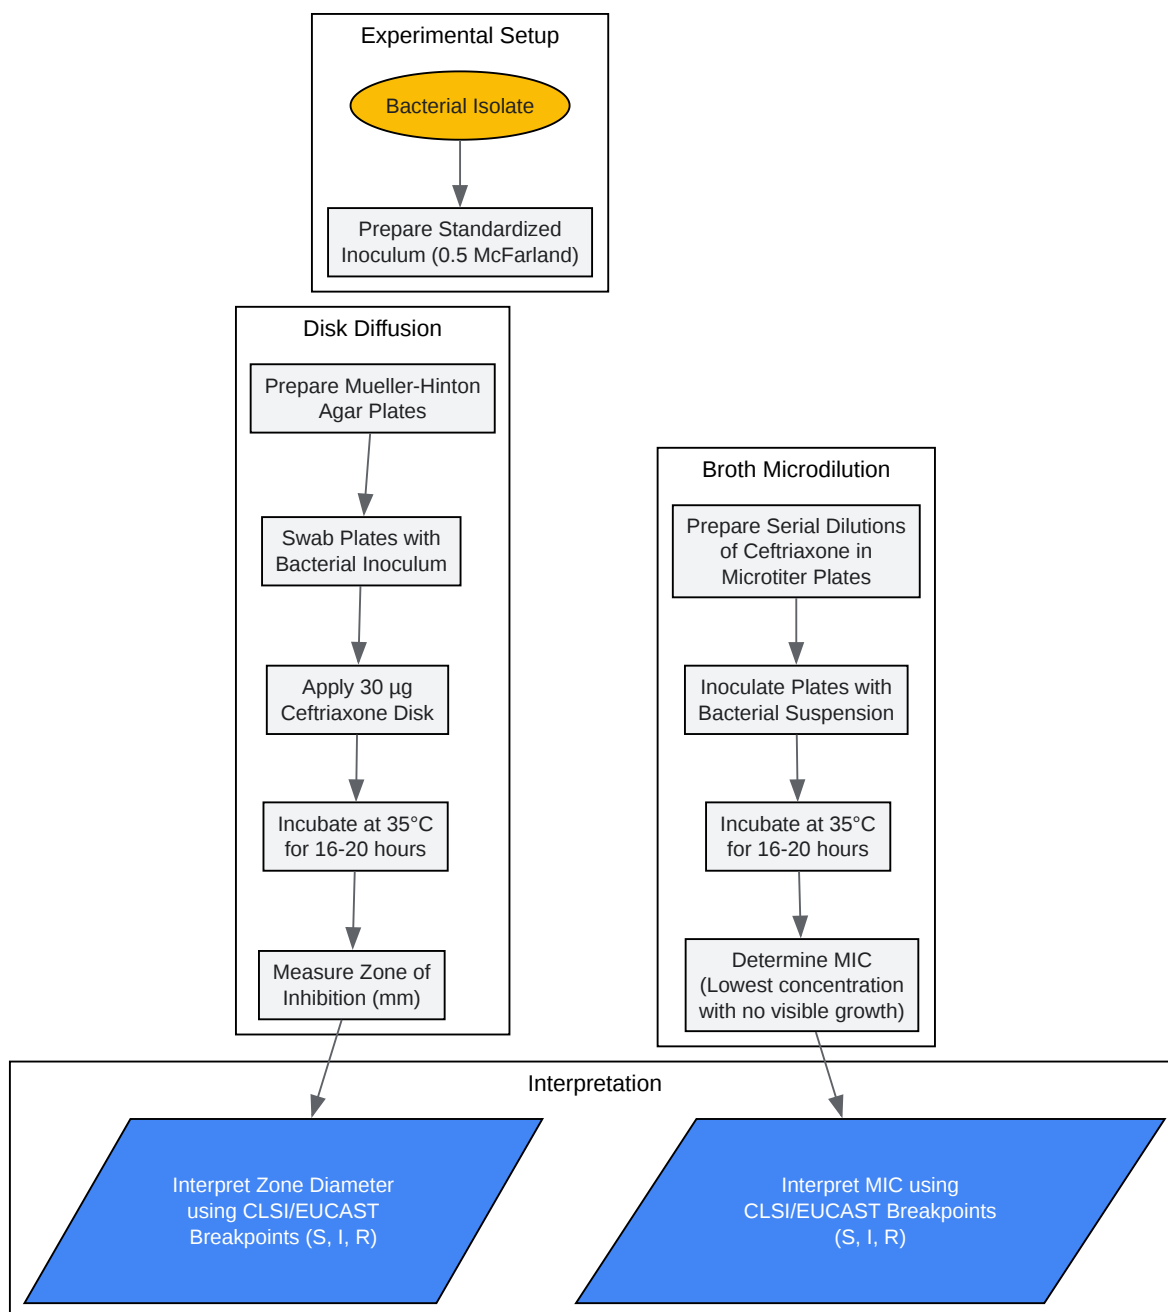 Experimental Setup
Bacterial Isolate
Prepare Standardized
Inoculum (0.5 McFarland)
Disk Diffusion
Prepare Mueller-Hinton
Agar Plates
Swab Plates with
Bacterial Inoculum
Apply 30 µg
Ceftriaxone Disk
Incubate at 35°C
for 16-20 hours
Measure Zone of
Inhibition (mm)
Broth Microdilution
Prepare Serial Dilutions
of Ceftriaxone in
Microtiter Plates
Inoculate Plates with
Bacterial Suspension
Incubate at 35°C
for 16-20 hours
Determine MIC
(Lowest concentration
with no visible growth)
Interpretation
Interpret Zone Diameter
using CLSI/EUCAST
Breakpoints (S, I, R)
Interpret MIC using
CLSI/EUCAST Breakpoints
(S, I, R)